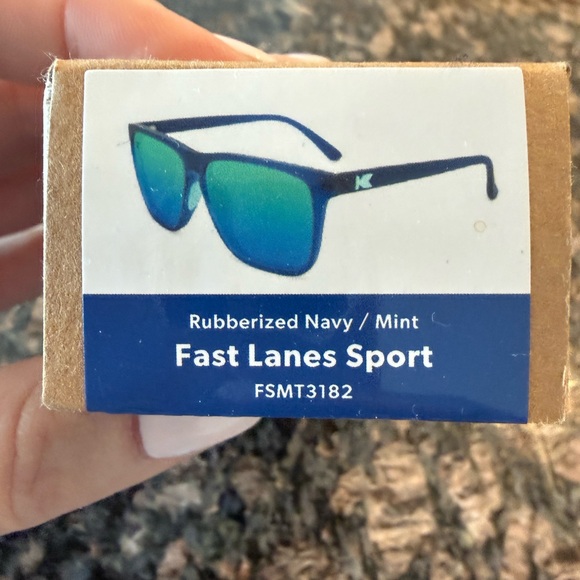 Rubberized Navy / Mint
Fast Lanes Sport
FSMT3182